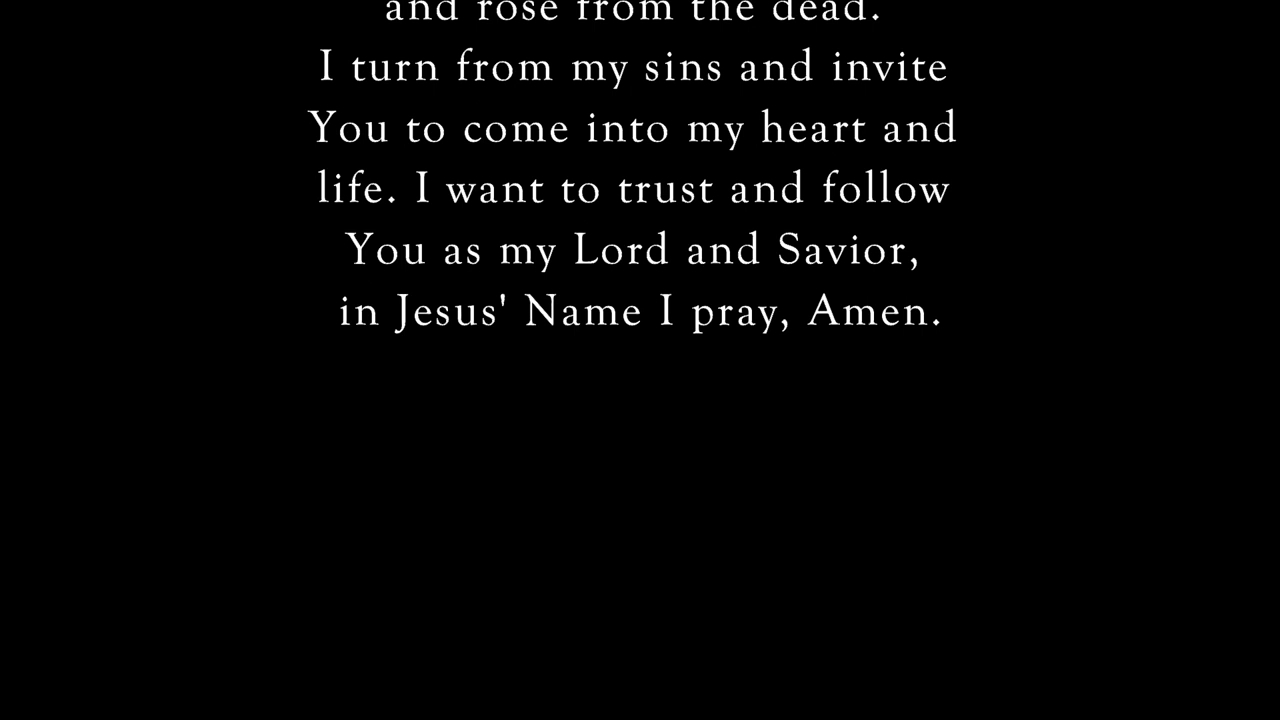 and rose from the dead.
I turn from my sins and invite
You to come into my heart and
life. I want to trust and follow
You as my Lord and Savior,
in Jesus' Name I pray, Amen.